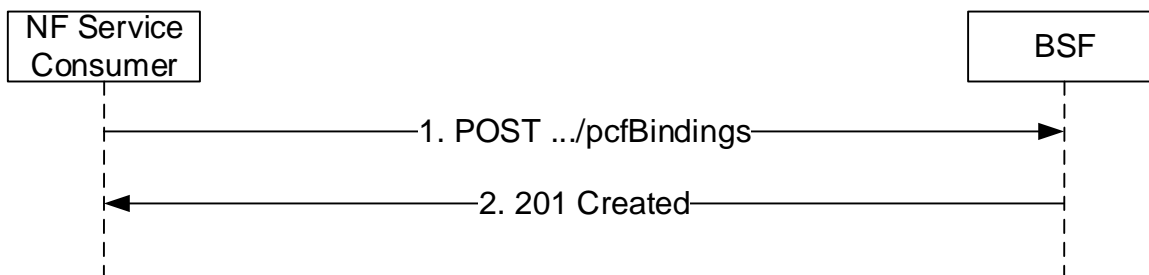 NF Service
Consumer
BSF
1. POST .../pcfBindings
2. 201 Created